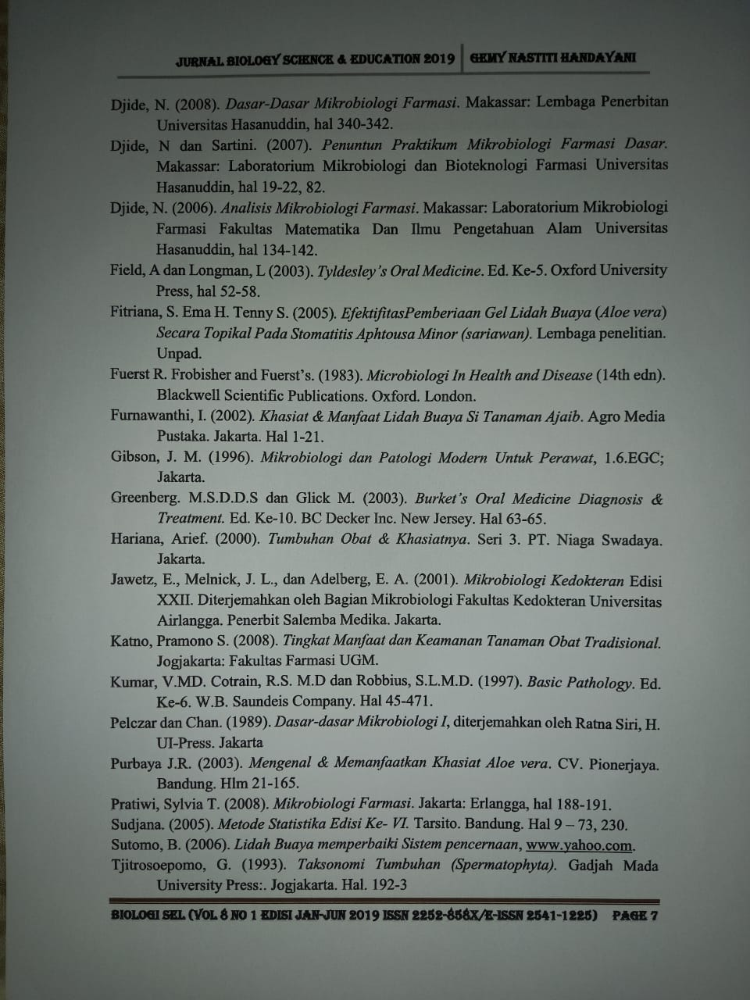 JURNAL BIOLOGY SCIENCE & EDUCATION 2019 GEMY NASTITI HANDAYANI
Djide, N. (2008). Dasar-Dasar Mikrobiologi Farmasi. Makassar: Lembaga Penerbitan
Universitas Hasanuddin, hal 340-342.
Djide, N dan Sartini. (2007). Penuntun Praktikum Mikrobiologi Farmasi Dasar.
Makassar: Laboratorium Mikrobiologi dan Bioteknologi Farmasi Universitas
Hasanuddin, hal 19-22, 82.
Djide, N. (2006). Analisis Mikrobiologi Farmasi. Makassar: Laboratorium Mikrobiologi
Farmasi Fakultas Matematika Dan Ilmu Pengetahuan Alam Universitas
Hasanuddin, hal 134-142.
Field, A dan Longman, L (2003). Tyldesley's Oral Medicine. Ed. Ke-5. Oxford University
Press, hal 52-58.
Fitriana, S. Ema H. Tenny S. (2005). EfektifitasPemberiaan Gel Lidah Buaya (Aloe vera)
Secara Topikal Pada Stomatitis Aphtousa Minor (sariawan). Lembaga penelitian.
Unpad.
Fuerst R. Frobisher and Fuerst's. (1983). Microbiologi In Health and Disease (14th edn).
Blackwell Scientific Publications. Oxford. London.
Furnawanthi, I. (2002). Khasiat & Manfaat Lidah Buaya Si Tanaman Ajaib. Agro Media
Pustaka. Jakarta. Hal 1-21.
Gibson, J. M. (1996). Mikrobiologi dan Patologi Modern Untuk Perawat, 1.6.EGC;
Jakarta.
Greenberg. M.S.D.D.S dan Glick M. (2003). Burket's Oral Medicine Diagnosis &
Treatment. Ed. Ke-10. BC Decker Inc. New Jersey. Hal 63-65.
Hariana, Arief. (2000). Tumbuhan Obat & Khasiatnya. Seri 3. PT. Niaga Swadaya.
Jakarta.
Jawetz, E., Melnick, J. L., dan Adelberg, E. A. (2001). Mikrobiologi Kedokteran Edisi
XXII. Diterjemahkan oleh Bagian Mikrobiologi Fakultas Kedokteran Universitas
Airlangga. Penerbit Salemba Medika. Jakarta.
Katno, Pramono S. (2008). Tingkat Manfaat dan Keamanan Tanaman Obat Tradisional.
Jogjakarta: Fakultas Farmasi UGM.
Kumar, V.MD. Cotrain, R.S. M.D dan Robbius, S.L.M.D. (1997). Basic Pathology. Ed.
Ke-6. W.B. Saundeis Company. Hal 45-471.
Pelczar dan Chan. (1989). Dasar-dasar Mikrobiologi I, diterjemahkan oleh Ratna Siri, H.
UI-Press. Jakarta
Purbaya J.R. (2003). Mengenal & Memanfaatkan Khasiat Aloe vera. CV. Pionerjaya.
Bandung. Hlm 21-165.
Pratiwi, Sylvia T. (2008). Mikrobiologi Farmasi. Jakarta: Erlangga, hal 188-191.
Sudjana. (2005). Metode Statistika Edisi Ke- VI. Tarsito. Bandung. Hal 9 – 73, 230.
Sutomo, B. (2006). Lidah Buaya memperbaiki Sistem pencernaan, www.yahoo.com.
Tjitrosoepomo, G. (1993). Taksonomi Tumbuhan (Spermatophyta). Gadjah Mada
University Press:. Jogjakarta. Hal. 192-3
BIOLOGI SEL (VOL 8 NO 1 EDISI JAN-JUN 2019 ISSN 2252-858X/E-ISSN 2541-1225) PAGE 7